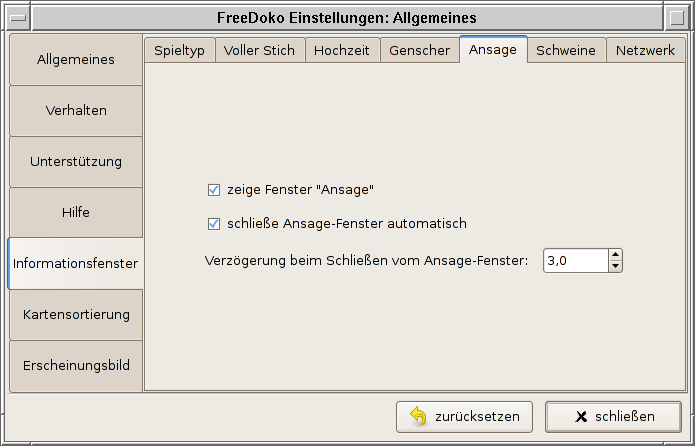 FreeDoko Einstellungen: Allgemeines
Allgemeines
Verhalten
Unterstützung
Hilfe
Informationsfenster
Kartensortierung
Erscheinungsbild
Spieltyp Voller Stich Hochzeit Genscher Ansage Schweine Netzwerk
zeige Fenster "Ansage"
schließe Ansage-Fenster automatisch
Verzögerung beim Schließen vom Ansage-Fenster: 3,0
zurücksetzen schließen